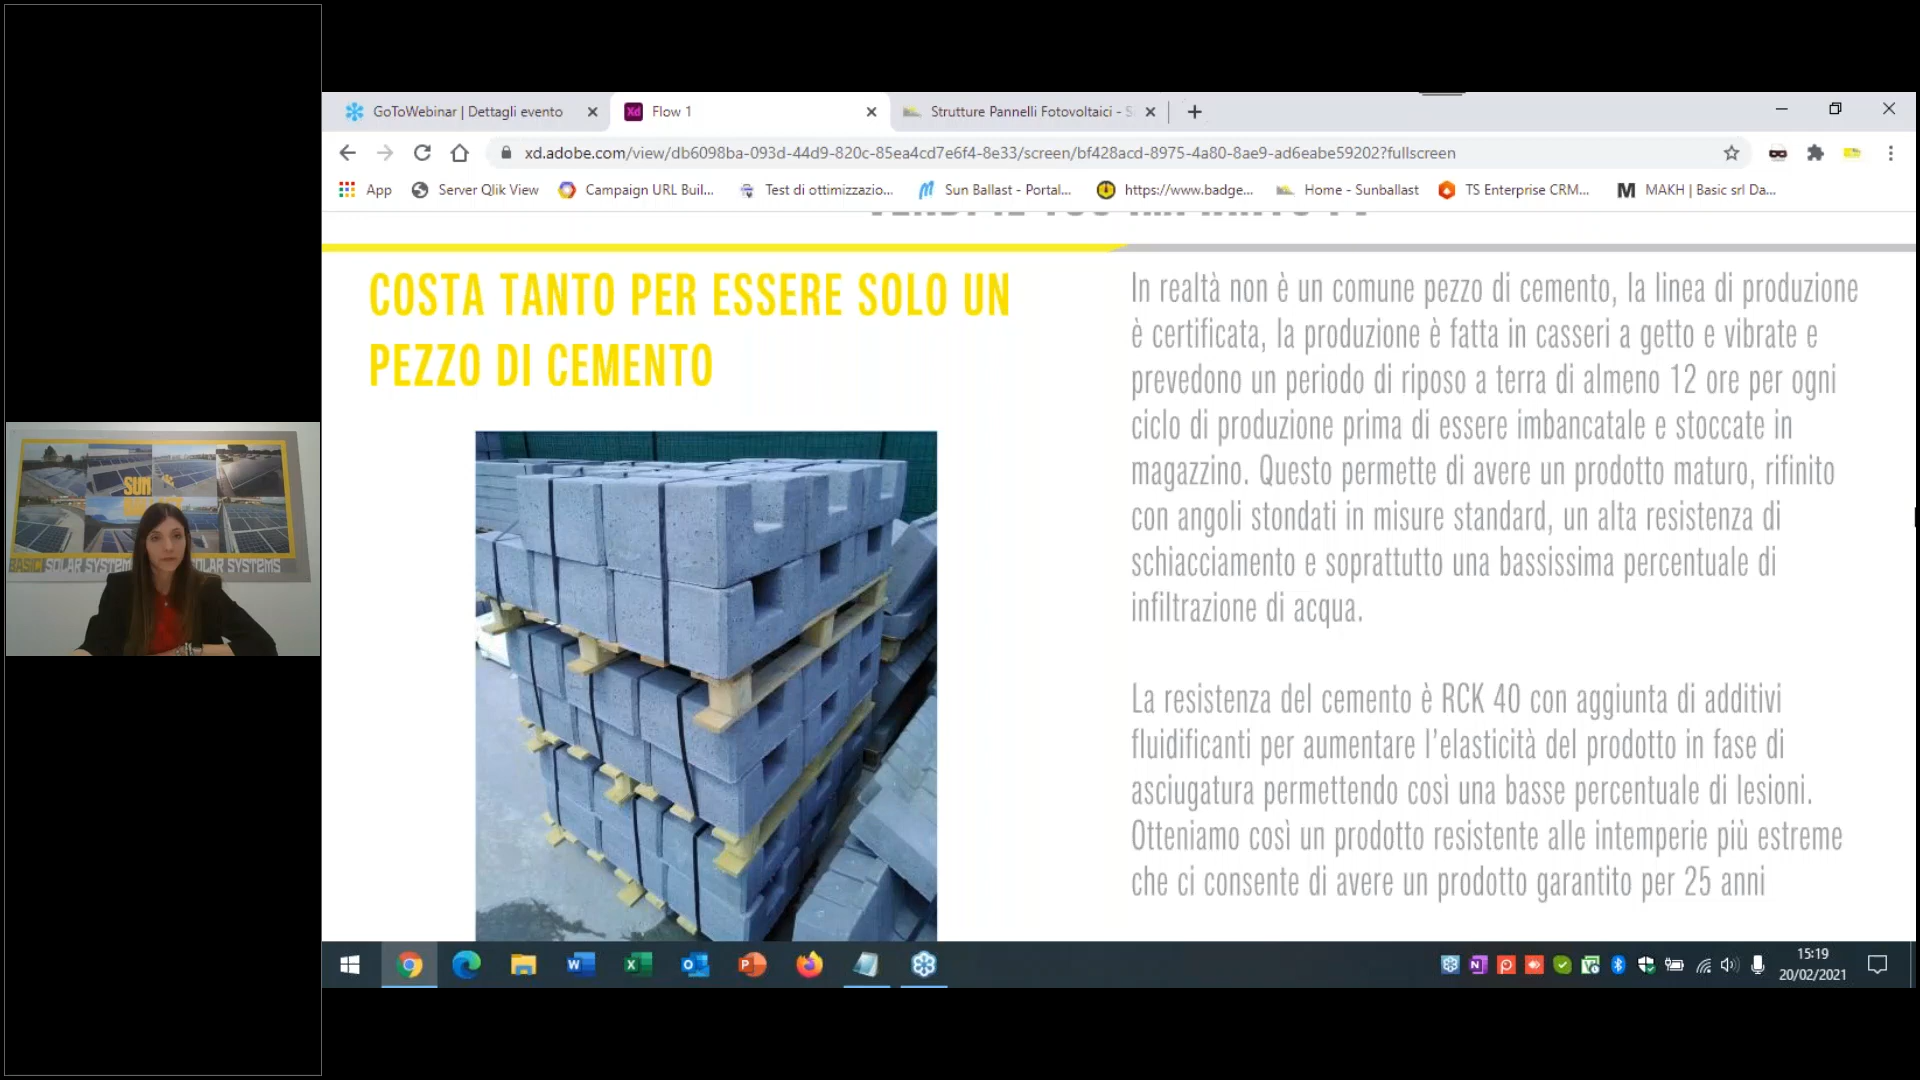 GoToWebinar | Dettagli evento
Flow 1
Strutture Pannelli Fotovoltaici - S
xd.adobe.com/view/db6098ba-093d-44d9-820c-85ea4cd7e6f4-8e33/screen/bf428acd-8975-4a80-8ae9-ad6eabe59202?fullscreen
App
Server Qlik View
Campaign URL Buil...
Test di ottimizzazio...
Sun Ballast - Portal...
https://www.badge...
Home - Sunballast
TS Enterprise CRM...
MAKH | Basic srl Da...
COSTA TANTO PER ESSERE SOLO UN
PEZZO DI CEMENTO
In realtà non è un comune pezzo di cemento, la linea di produzione
è certificata, la produzione è fatta in casseri a getto e vibrate e
prevedono un periodo di riposo a terra di almeno 12 ore per ogni
ciclo di produzione prima di essere imbancatale e stoccate in
magazzino. Questo permette di avere un prodotto maturo, rifinito
con angoli stondati in misure standard, un alta resistenza di
schiacciamento e soprattutto una bassissima percentuale di
infiltrazione di acqua.
La resistenza del cemento è RCK 40 con aggiunta di additivi
fluidificanti per aumentare l'elasticità del prodotto in fase di
asciugatura permettendo così una basse percentuale di lesioni.
Otteniamo così un prodotto resistente alle intemperie più estreme
che ci consente di avere un prodotto garantito per 25 anni
SUN
BASIC SOLAR SYSTEM
SOLAR SYSTEMS
15:19
20/02/2021